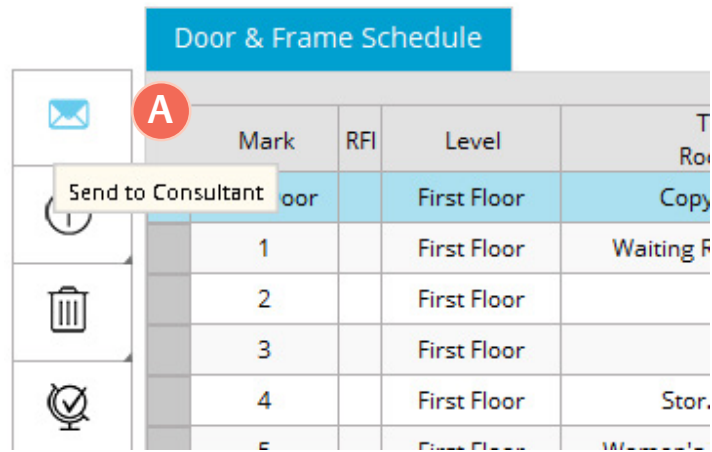 Door & Frame Schedule
A
Mark RFI Level
Send to Consultant
oor First Floor Copy
1 First Floor Waiting R
2 First Floor
3 First Floor
4 First Floor Stor.